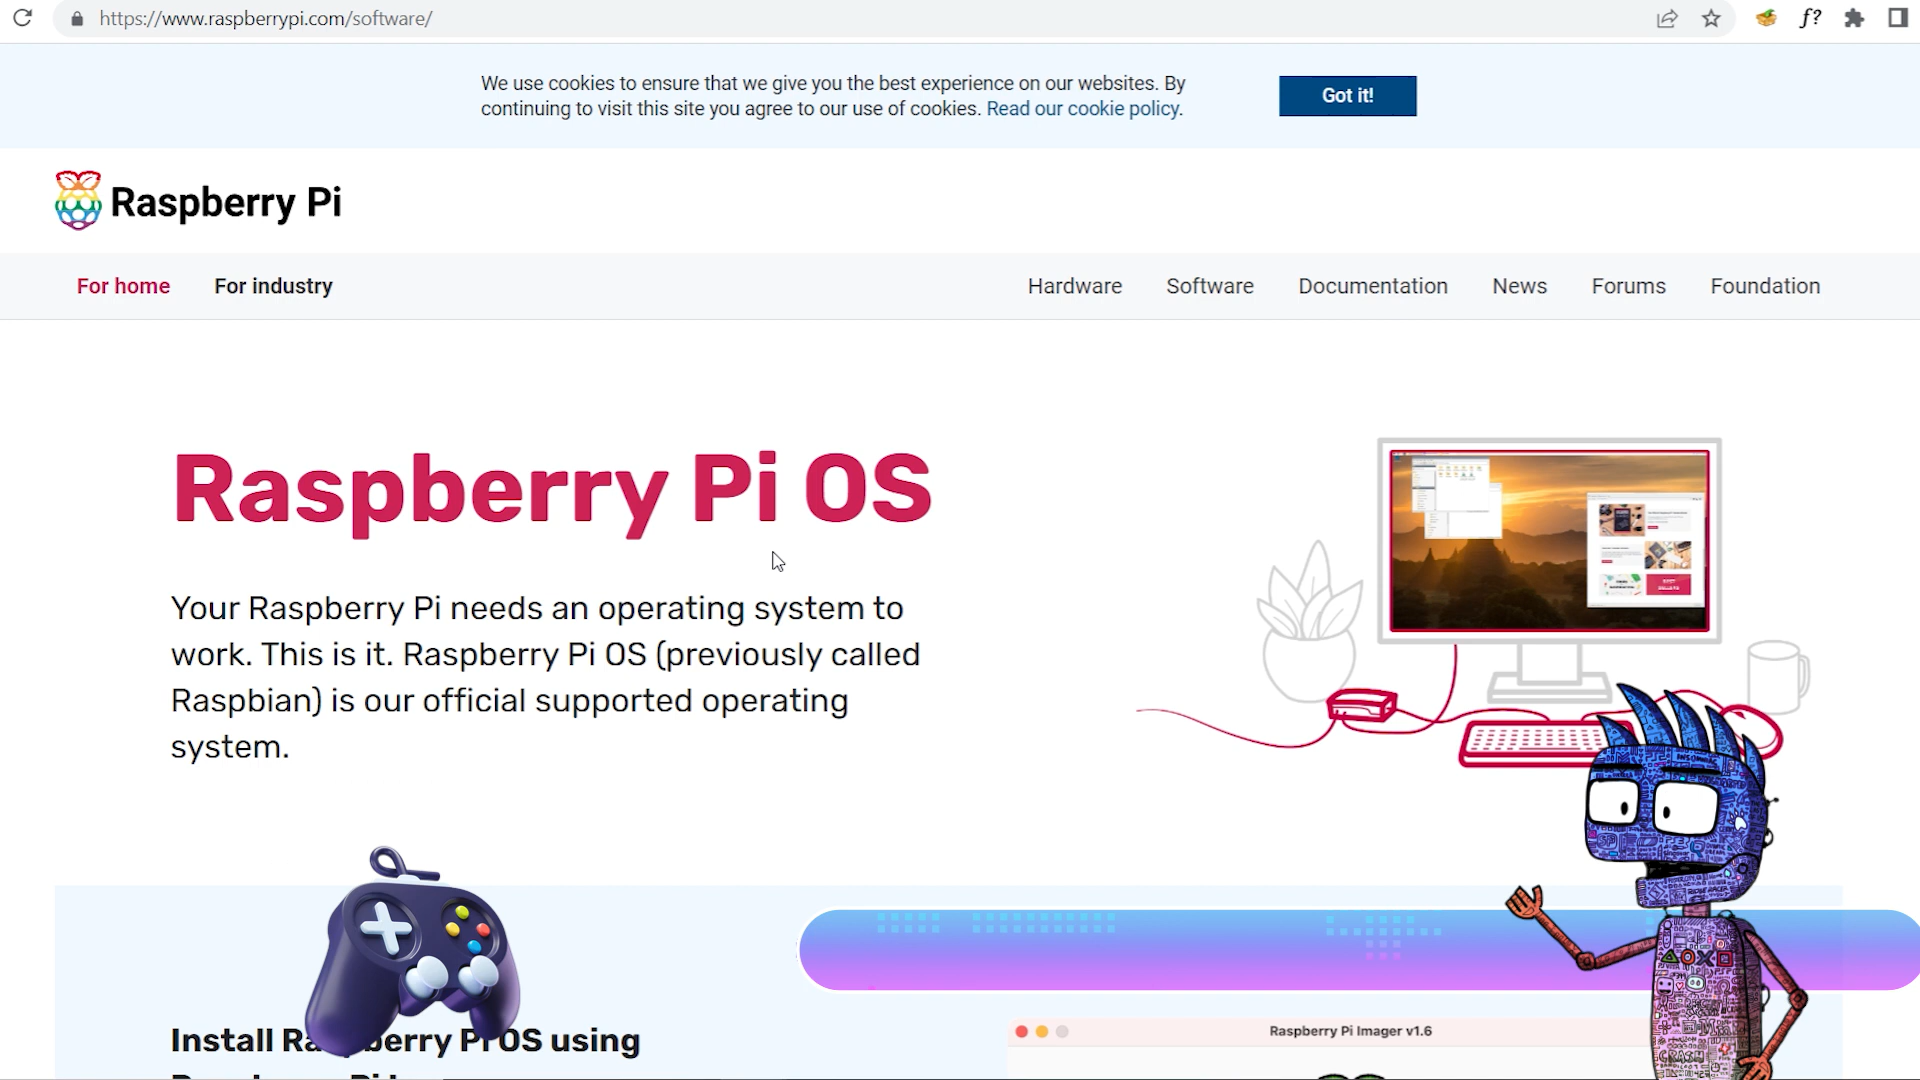 https://www.raspberrypi.com/software/
f?
We use cookies to ensure that we give you the best experience on our websites. By
continuing to visit this site you agree to our use of cookies. Read our cookie policy.
Got it!
Raspberry Pi
For home
For industry
Hardware
Software
Documentation
News
Forums
Foundation
Raspberry Pi OS
Your Raspberry Pi needs an operating system to
work. This is it. Raspberry Pi OS (previously called
Raspbian) is our official supported operating
system.
Install Raspberry Pi OS using
Raspberry Pi Imager v1.6
CRASH